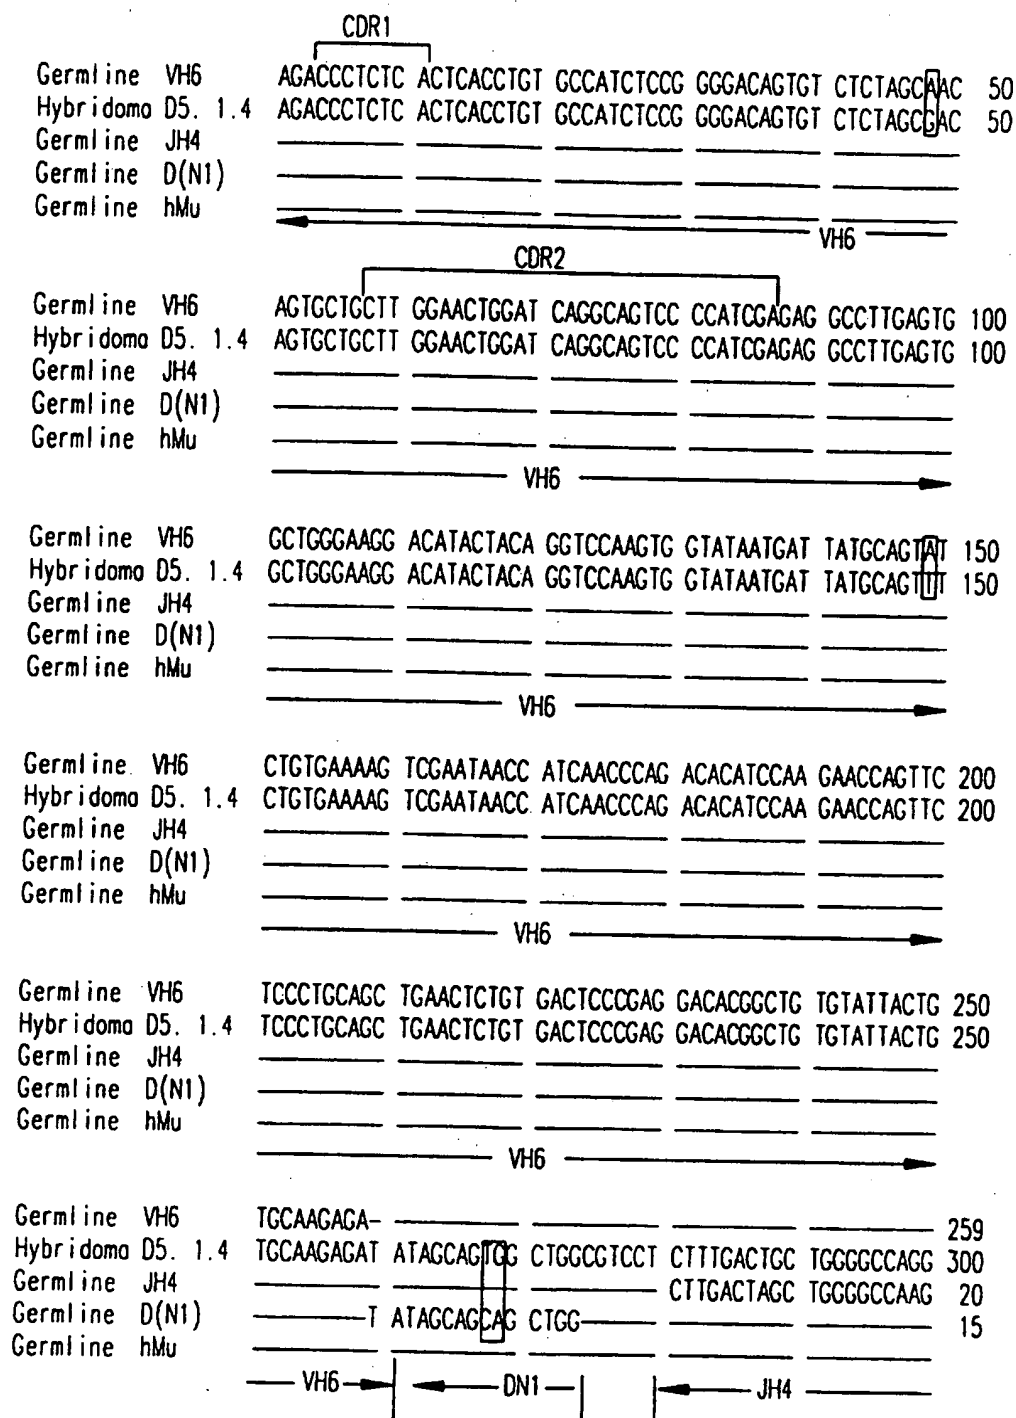 CDR1
Germline VH6 AGACCCTCTC ACTCACCTGT GCCATCTCCG GGGACAGTGT CTCTAGCAAC 50
Hybridoma D5. 1.4 AGACCCTCTC ACTCACCTGT GCCATCTCCG GGGACAGTGT CTCTAGCGAC 50
Germline JH4
Germline D(N1)
Germline hMu
VH6
CDR2
Germline VH6 AGTGCTGCTT GGAACTGGAT CAGGCAGTCC CCATCGAGAG GCCTTGAGTG 100
Hybridoma D5. 1.4 AGTGCTGCTT GGAACTGGAT CAGGCAGTCC CCATCGAGAG GCCTTGAGTG 100
Germline JH4
Germline D(N1)
Germline hMu
VH6
Germline VH6 GCTGGGAAGG ACATACTACA GGTCCAAGTG GTATAATGAT TATGCAGTAT 150
Hybridoma D5. 1.4 GCTGGGAAGG ACATACTACA GGTCCAAGTG GTATAATGAT TATGCAGTTT 150
Germline JH4
Germline D(N1)
Germline hMu
VH6
Germline VH6 CTGTGAAAAG TCGAATAACC ATCAACCCAG ACACATCCAA GAACCAGTTC 200
Hybridoma D5. 1.4 CTGTGAAAAG TCGAATAACC ATCAACCCAG ACACATCCAA GAACCAGTTC 200
Germline JH4
Germline D(N1)
Germline hMu
VH6
Germline VH6 TCCCTGCAGC TGAACTCTGT GACTCCCGAG GACACGGCTG TGTATTACTG 250
Hybridoma D5. 1.4 TCCCTGCAGC TGAACTCTGT GACTCCCGAG GACACGGCTG TGTATTACTG 250
Germline JH4
Germline D(N1)
Germline hMu
VH6
Germline VH6 TGCAAGAGA- 259
Hybridoma D5. 1.4 TGCAAGAGAT ATAGCAGTGG CTGGCGTCCT CTTTGACTGC TGGGGCCAGG 300
Germline JH4 CTTGACTAGC TGGGGCCAAG 20
Germline D(N1) T ATAGCAGCAG CTGG 15
Germline hMu
VH6 DN1 JH4